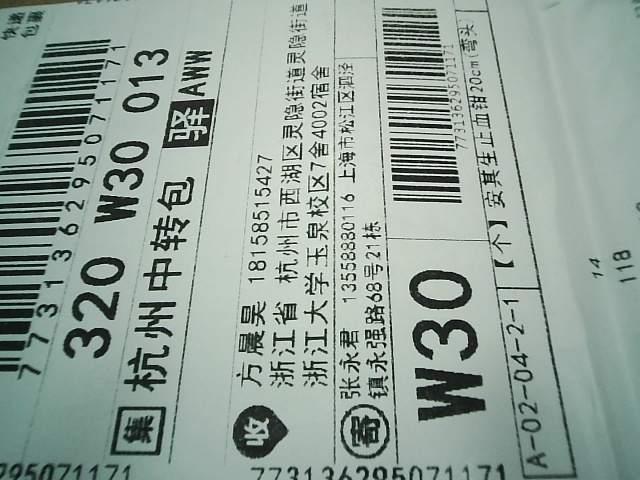 快递
包裹
773136295071171
320 W30 013
集 杭州中转包 驿 AWW
收 方晨昊 18158515427
浙江省 杭州市西湖区灵隐街道灵隐街道
浙江大学玉泉校区7舍4002宿舍
寄 张永君 13558880116 上海市松江区泗泾
镇永强路68号21栋
773136295071171
W30
【个】安其生止血钳20cm(弯头)
A-02-04-2-1
14
118
295071171
773136295071171